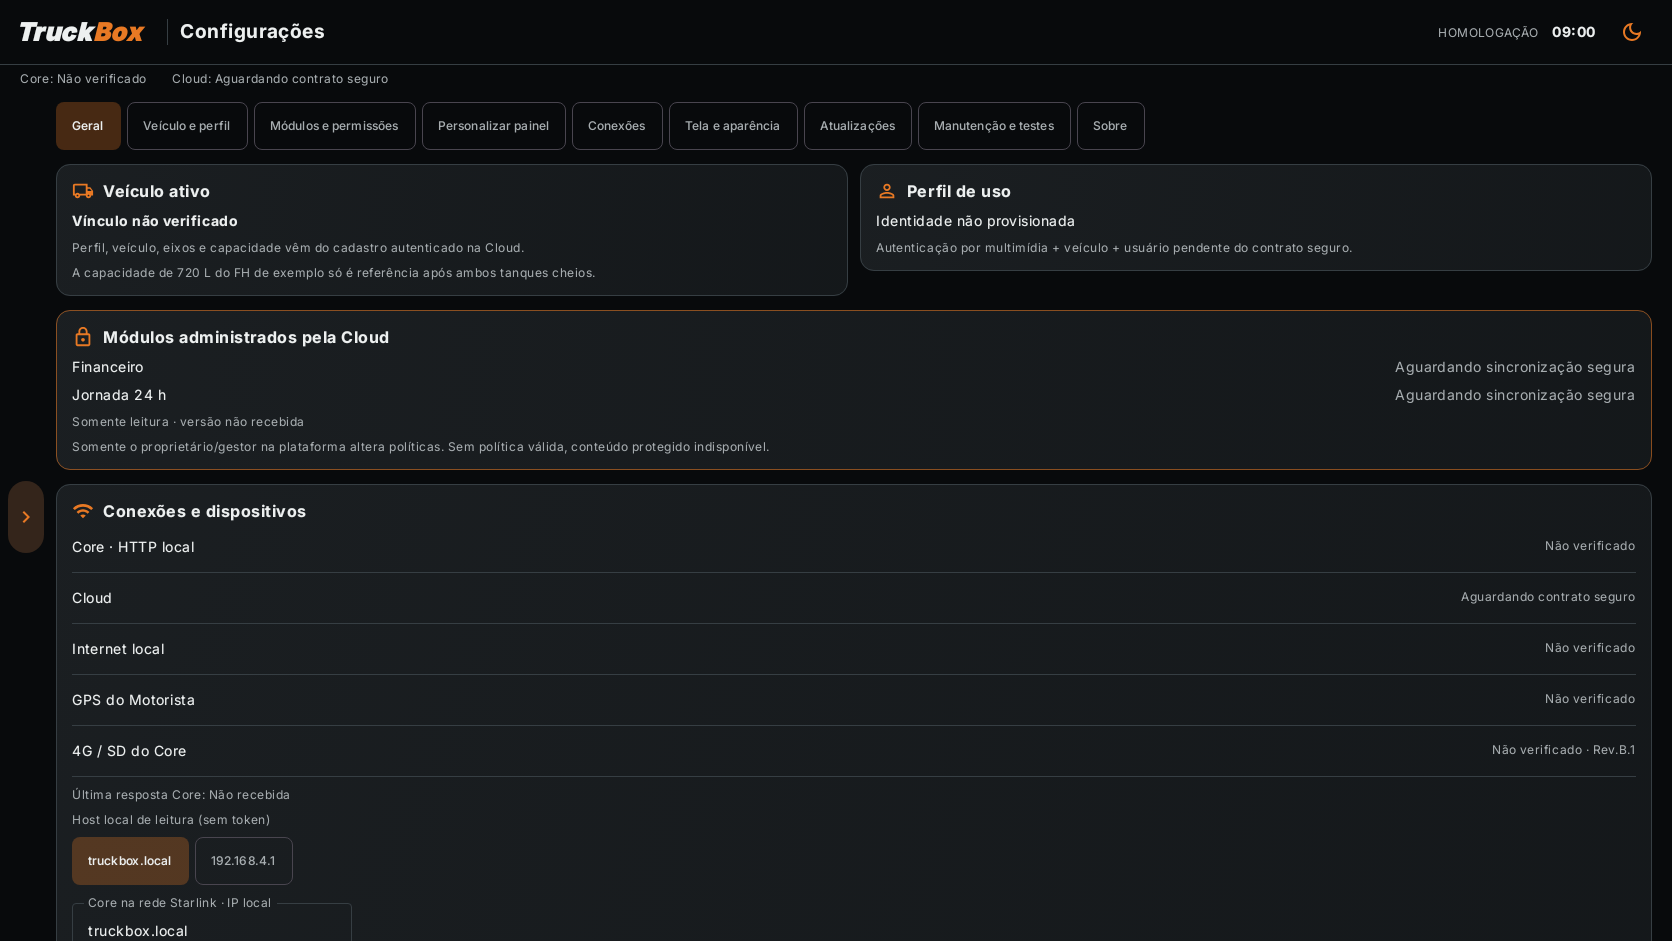 TruckBox
Configurações
HOMOLOGAÇÃO 09:00
Core: Não verificado Cloud: Aguardando contrato seguro
Geral Veículo e perfil Módulos e permissões Personalizar painel Conexões Tela e aparência Atualizações Manutenção e testes Sobre
Veículo ativo
Vínculo não verificado
Perfil, veículo, eixos e capacidade vêm do cadastro autenticado na Cloud.
A capacidade de 720 L do FH de exemplo só é referência após ambos tanques cheios.
Perfil de uso
Identidade não provisionada
Autenticação por multimídia + veículo + usuário pendente do contrato seguro.
Módulos administrados pela Cloud
Financeiro Aguardando sincronização segura
Jornada 24 h Aguardando sincronização segura
Somente leitura · versão não recebida
Somente o proprietário/gestor na plataforma altera políticas. Sem política válida, conteúdo protegido indisponível.
Conexões e dispositivos
Core · HTTP local Não verificado
Cloud Aguardando contrato seguro
Internet local Não verificado
GPS do Motorista Não verificado
4G / SD do Core Não verificado · Rev.B.1
Última resposta Core: Não recebida
Host local de leitura (sem token)
truckbox.local 192.168.4.1
Core na rede Starlink · IP local
truckbox.local